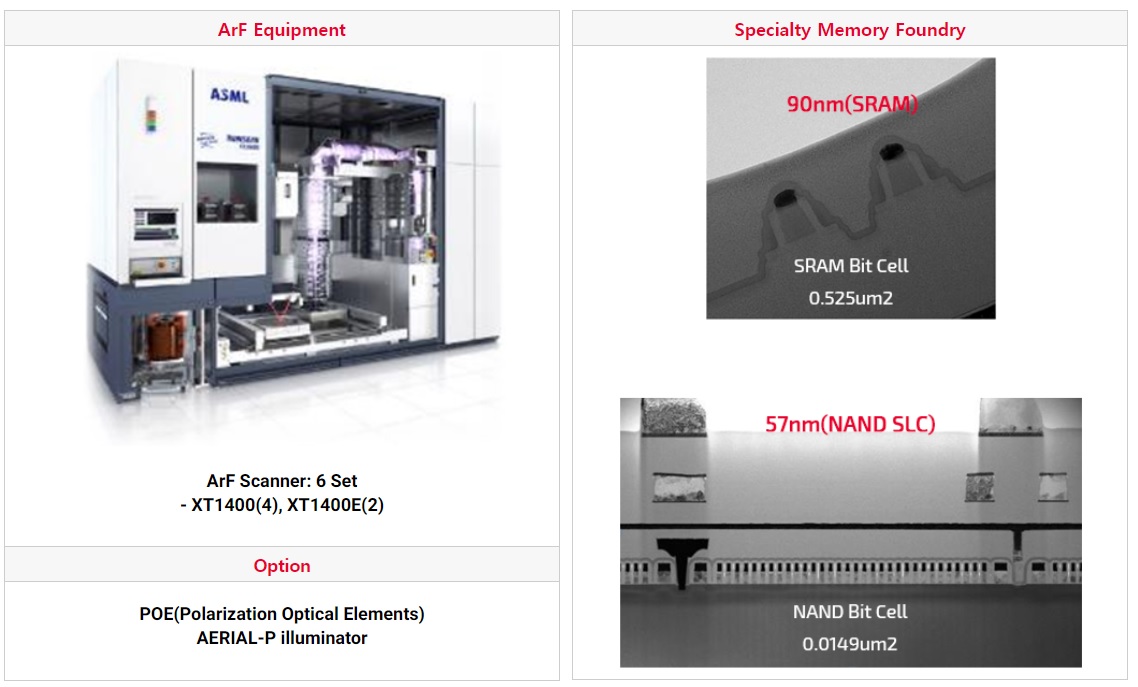 ArF Equipment
ASML
ArF Scanner: 6 Set
- XT1400(4), XT1400E(2)
Option
POE(Polarization Optical Elements)
AERIAL-P illuminator
Specialty Memory Foundry
90nm(SRAM)
SRAM Bit Cell
0.525um2
57nm(NAND SLC)
NAND Bit Cell
0.0149um2